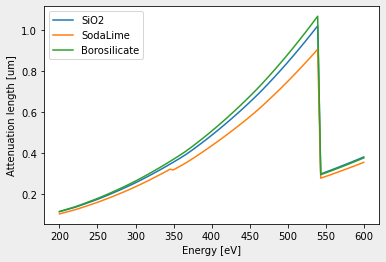 SiO2
SodaLime
Borosilicate
1.0
0.8
0.6
0.4
0.2
Attenuation length [um]
200 250 300 350 400 450 500 550 600
Energy [eV]